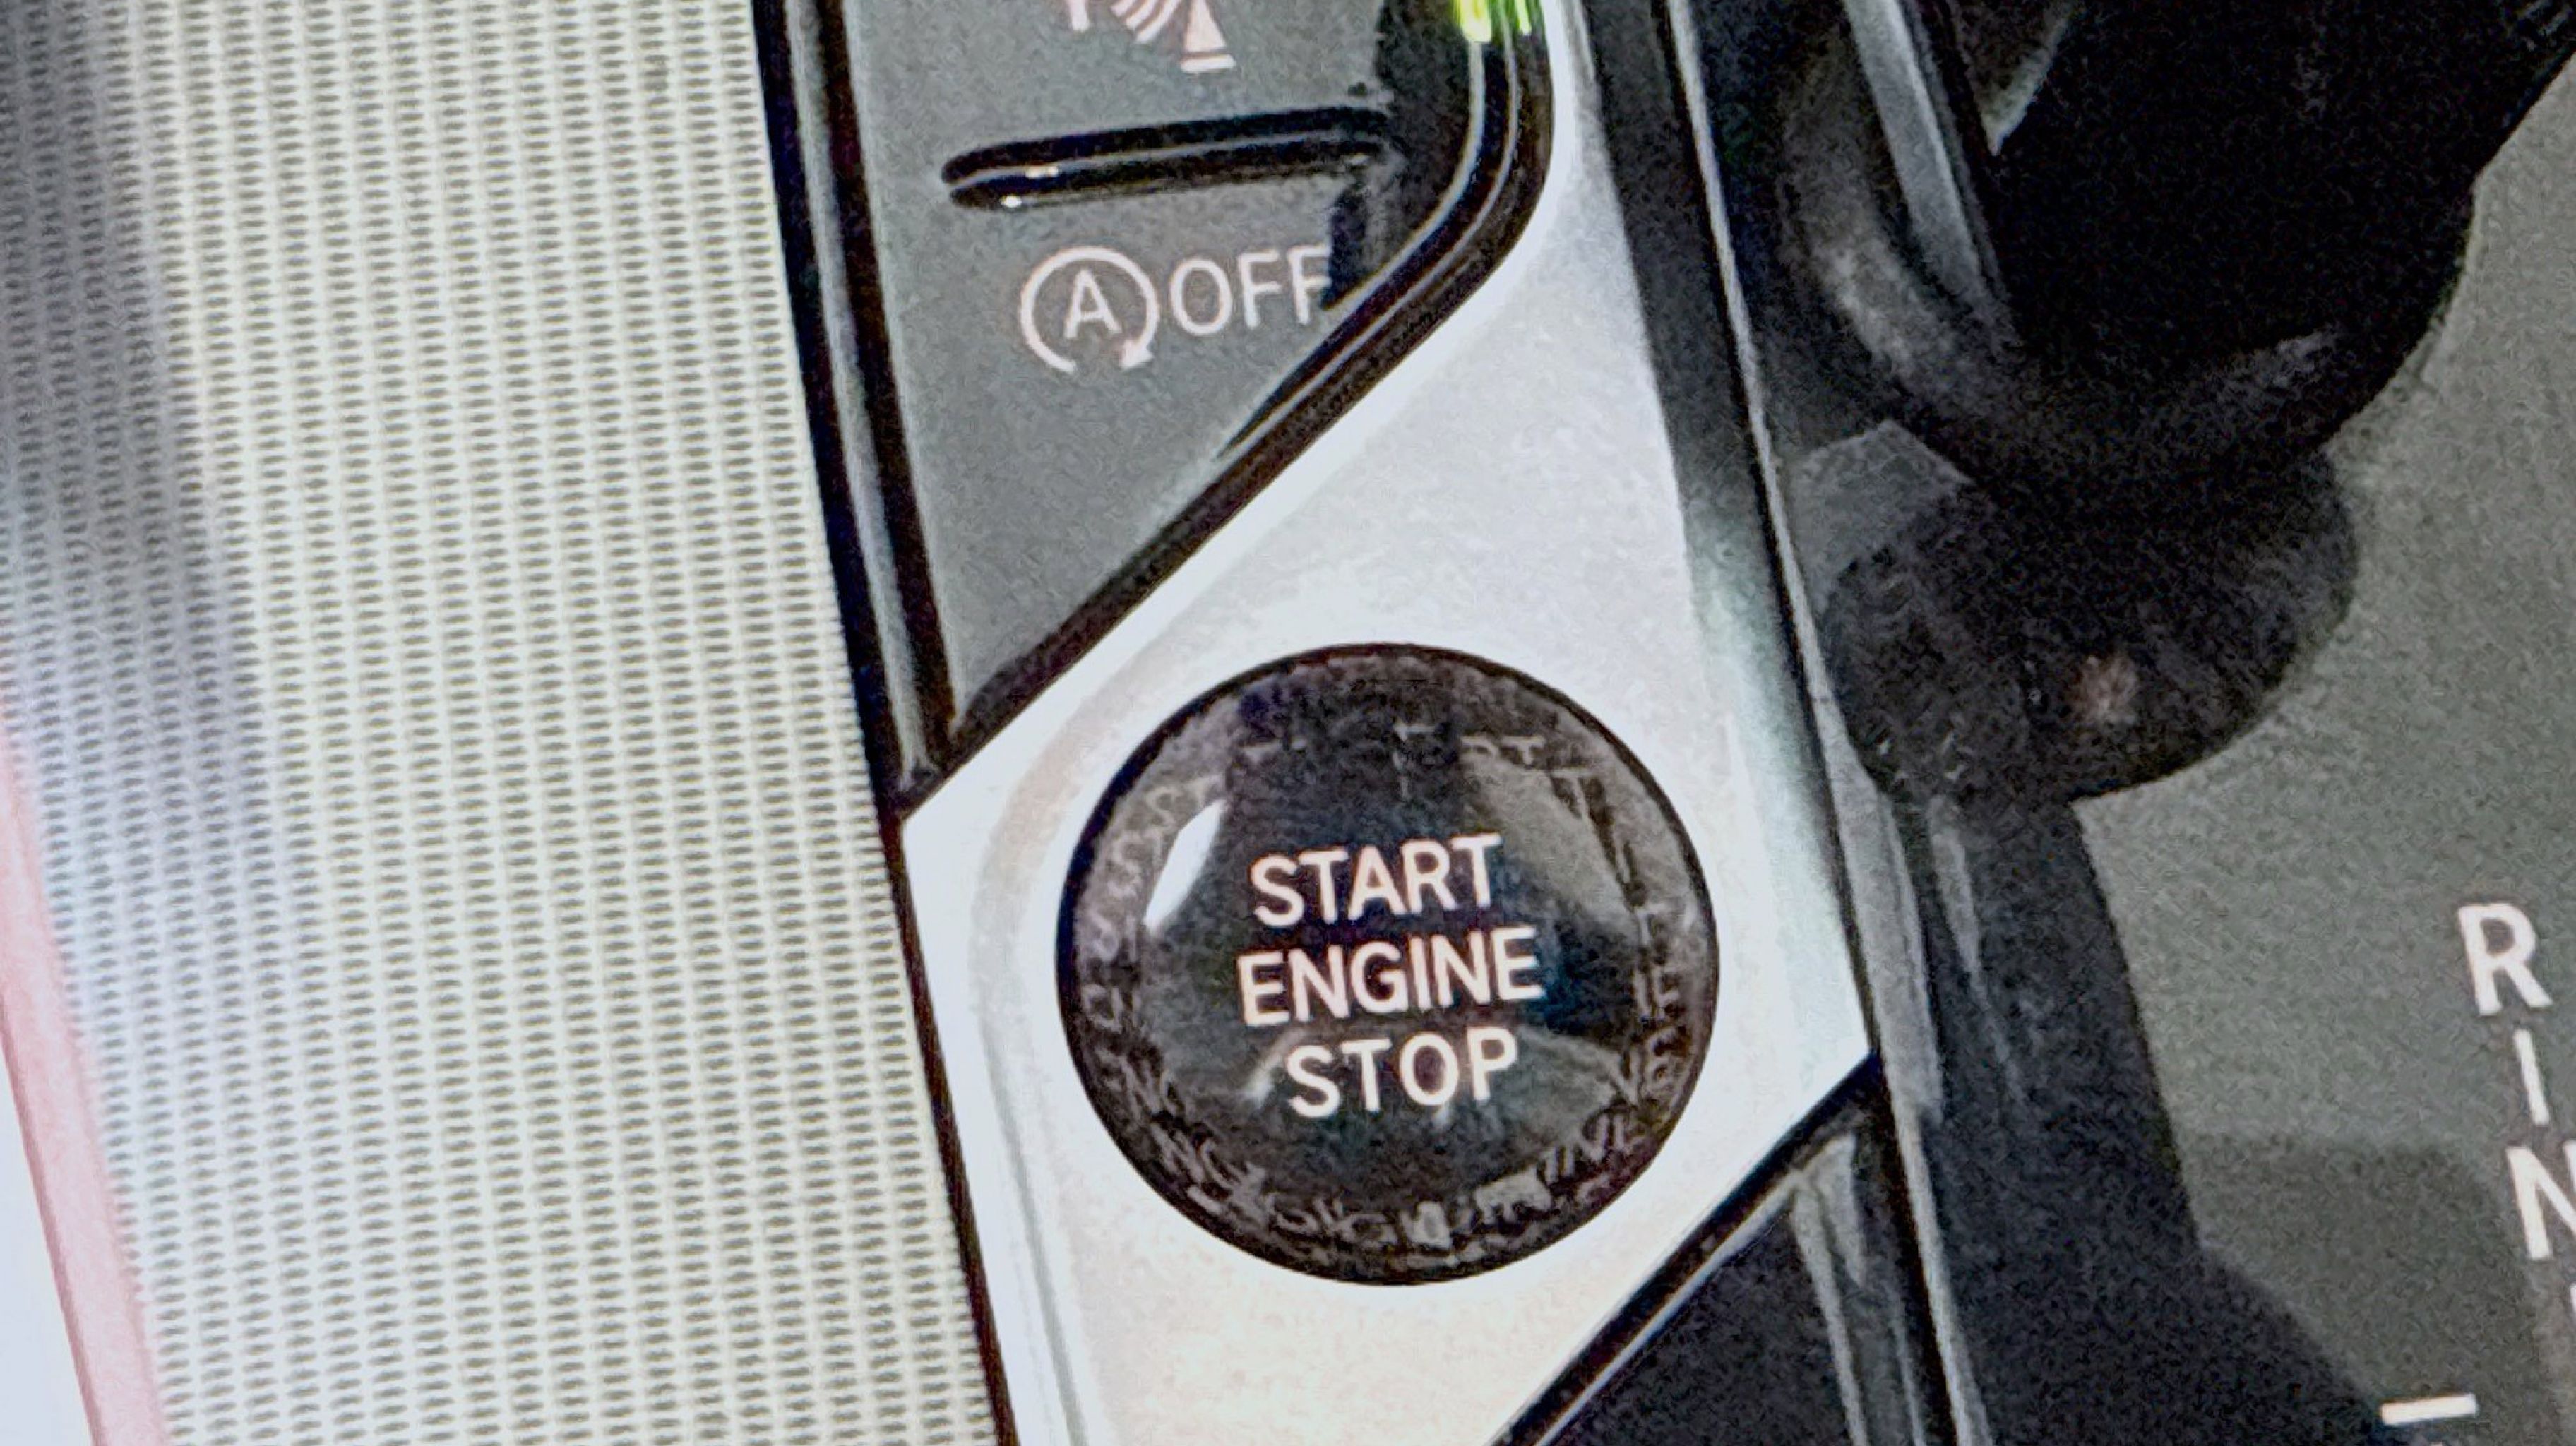 A OFF
START
ENGINE
STOP
R
N